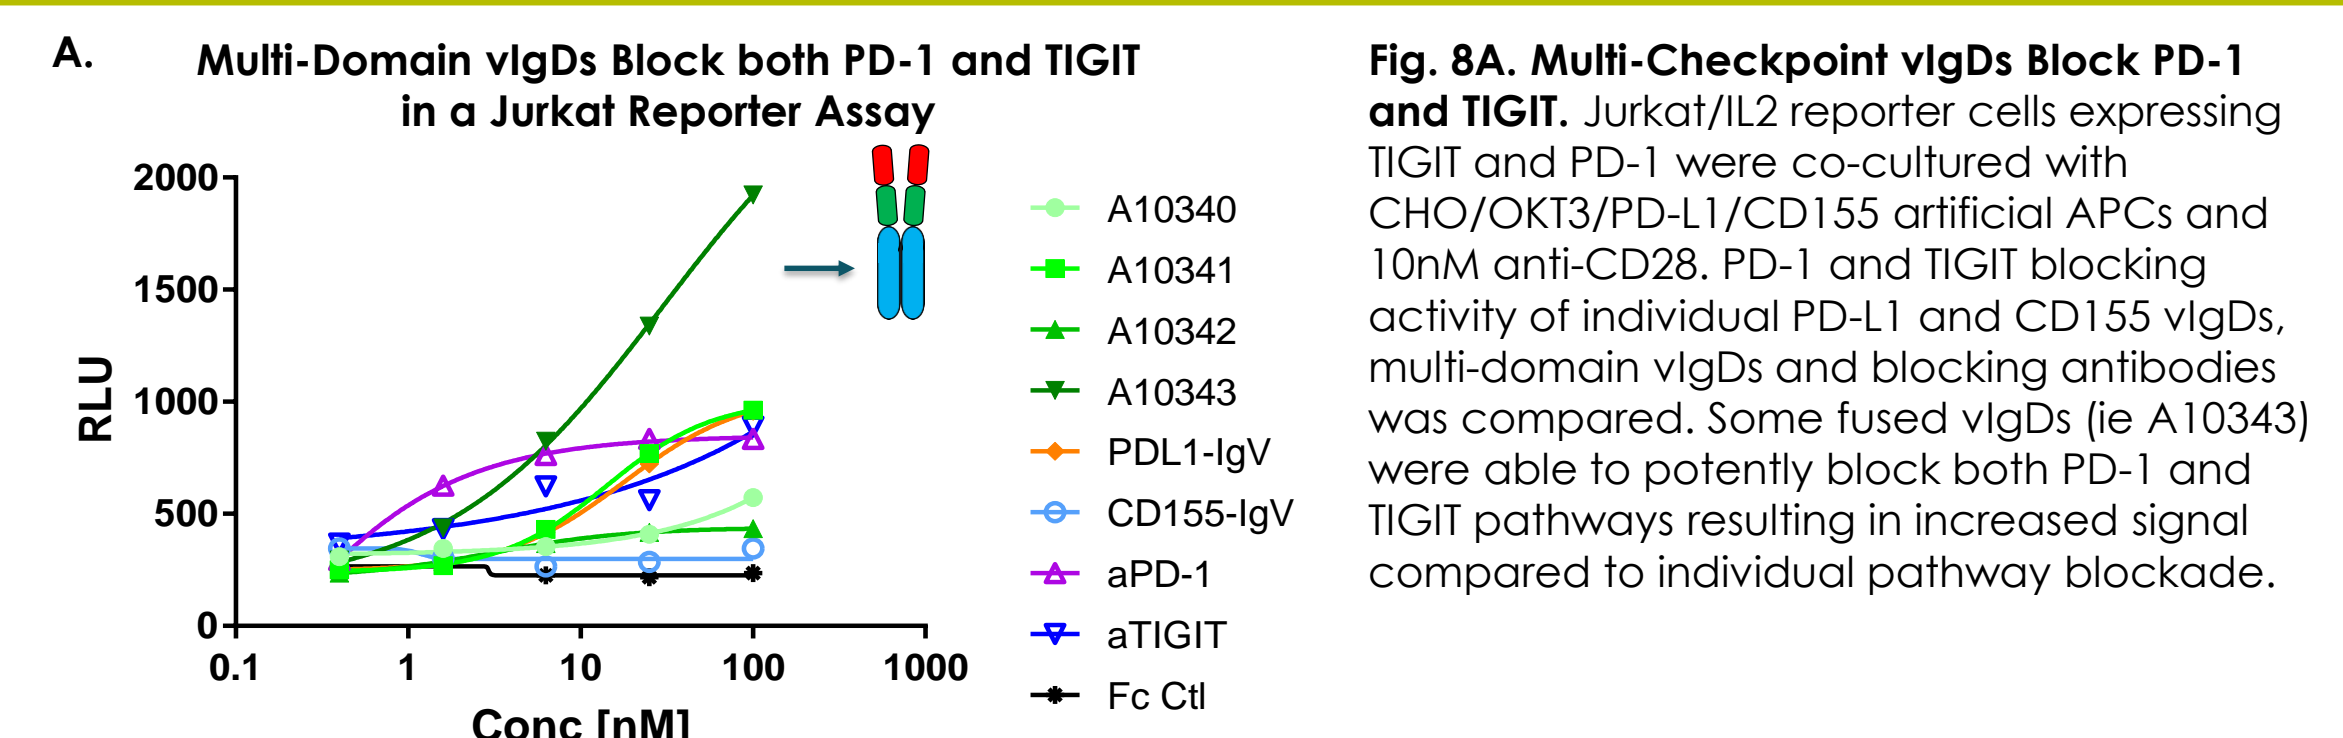 A.
Multi-Domain vIgDs Block both PD-1 and TIGIT
in a Jurkat Reporter Assay
2000
1500
1000
500
0
RLU
0.1
1
10
100
1000
Conc [nM]
A10340
A10341
A10342
A10343
PDL1-IgV
CD155-IgV
aPD-1
aTIGIT
Fc Ctl
Fig. 8A. Multi-Checkpoint vIgDs Block PD-1
and TIGIT. Jurkat/IL2 reporter cells expressing
TIGIT and PD-1 were co-cultured with
CHO/OKT3/PD-L1/CD155 artificial APCs and
10nM anti-CD28. PD-1 and TIGIT blocking
activity of individual PD-L1 and CD155 vIgDs,
multi-domain vIgDs and blocking antibodies
was compared. Some fused vIgDs (ie A10343)
were able to potently block both PD-1 and
TIGIT pathways resulting in increased signal
compared to individual pathway blockade.